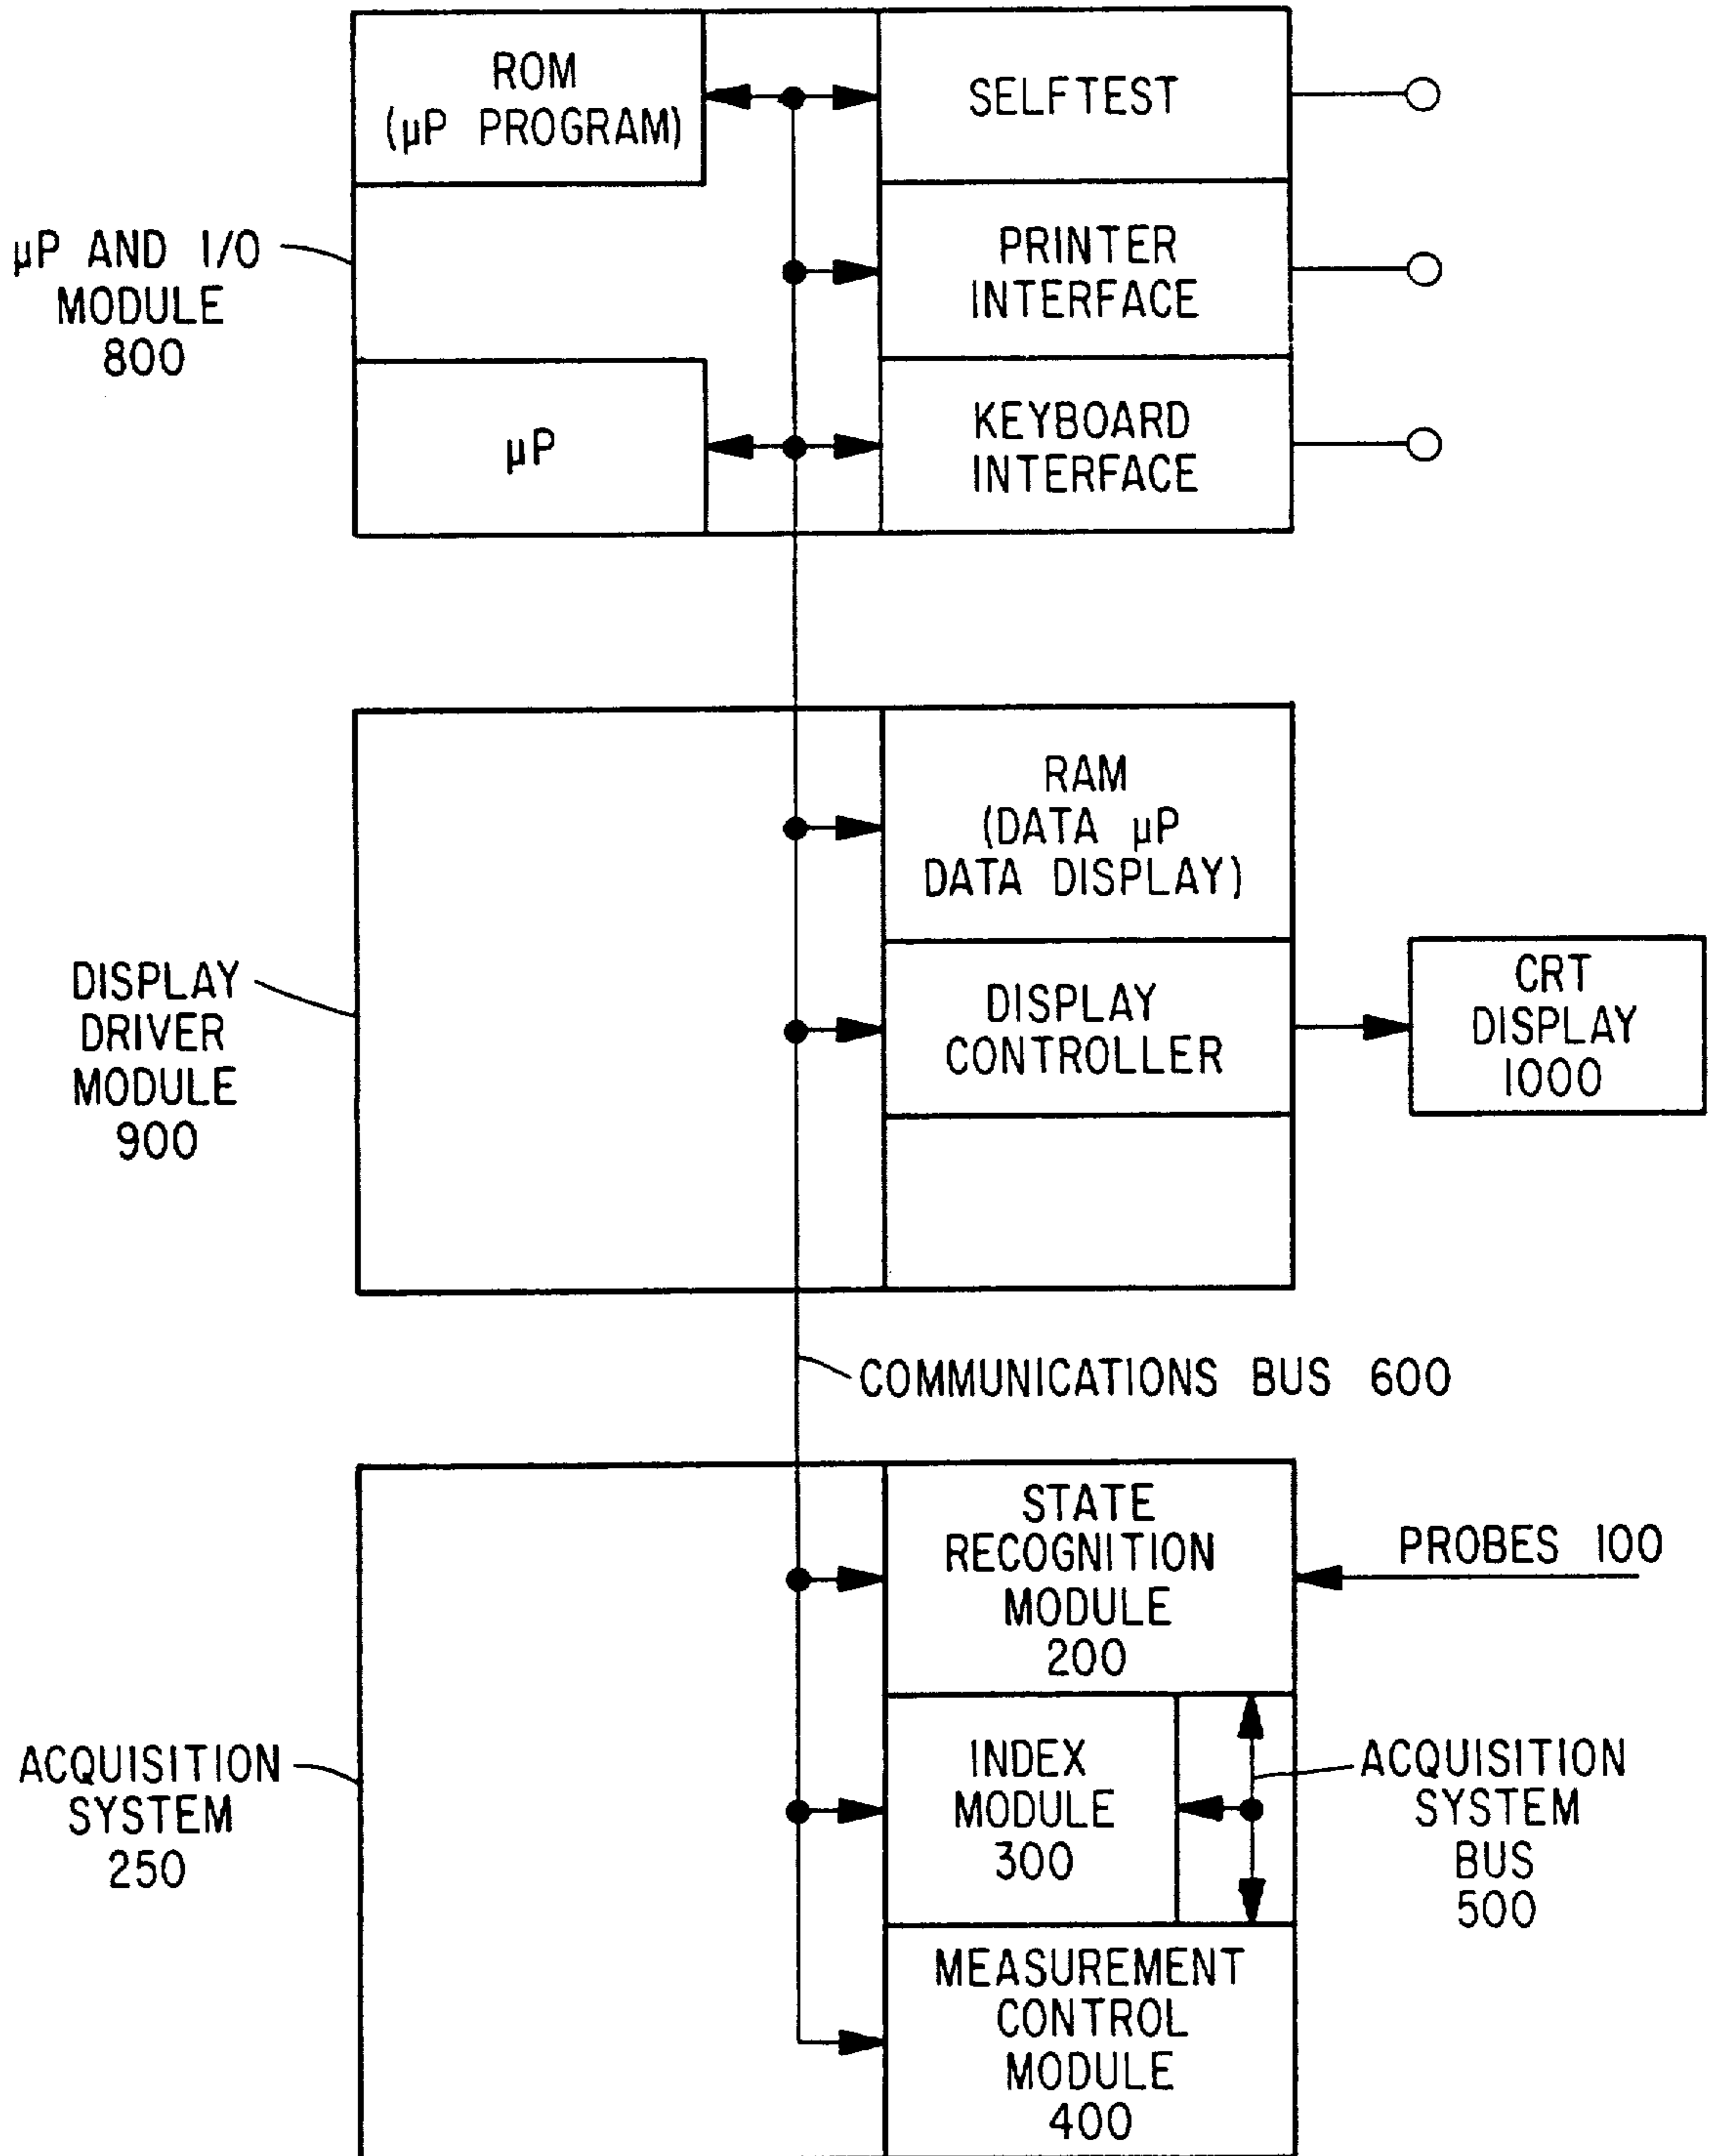 ROM
(µP PROGRAM)
SELFTEST
µP AND I/O
MODULE
800
PRINTER
INTERFACE
µP
KEYBOARD
INTERFACE
RAM
(DATA µP
DATA DISPLAY)
DISPLAY
DRIVER
MODULE
900
DISPLAY
CONTROLLER
CRT
DISPLAY
1000
COMMUNICATIONS BUS 600
STATE
RECOGNITION
MODULE
200
PROBES 100
ACQUISITION
SYSTEM
250
INDEX
MODULE
300
ACQUISITION
SYSTEM
BUS
500
MEASUREMENT
CONTROL
MODULE
400